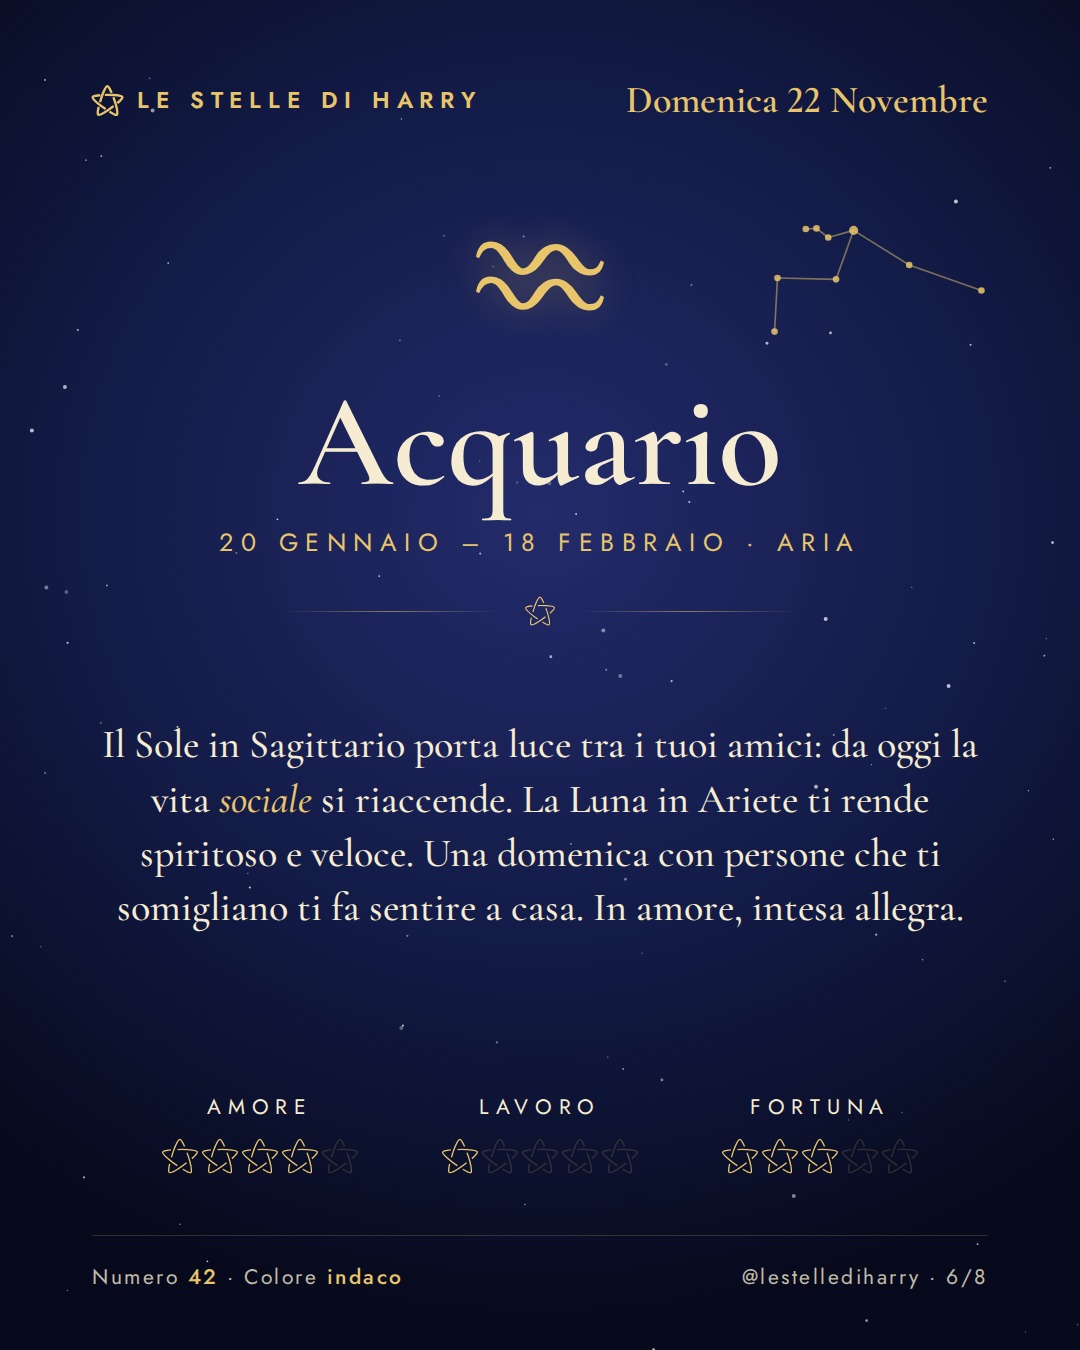 LE STELLE DI HARRY
Domenica 22 Novembre
Acquario
20 GENNAIO – 18 FEBBRAIO · ARIA
Il Sole in Sagittario porta luce tra i tuoi amici: da oggi la
vita sociale si riaccende. La Luna in Ariete ti rende
spiritoso e veloce. Una domenica con persone che ti
somigliano ti fa sentire a casa. In amore, intesa allegra.
AMORE
LAVORO
FORTUNA
Numero 42 · Colore indaco
@lestellediharry · 6/8